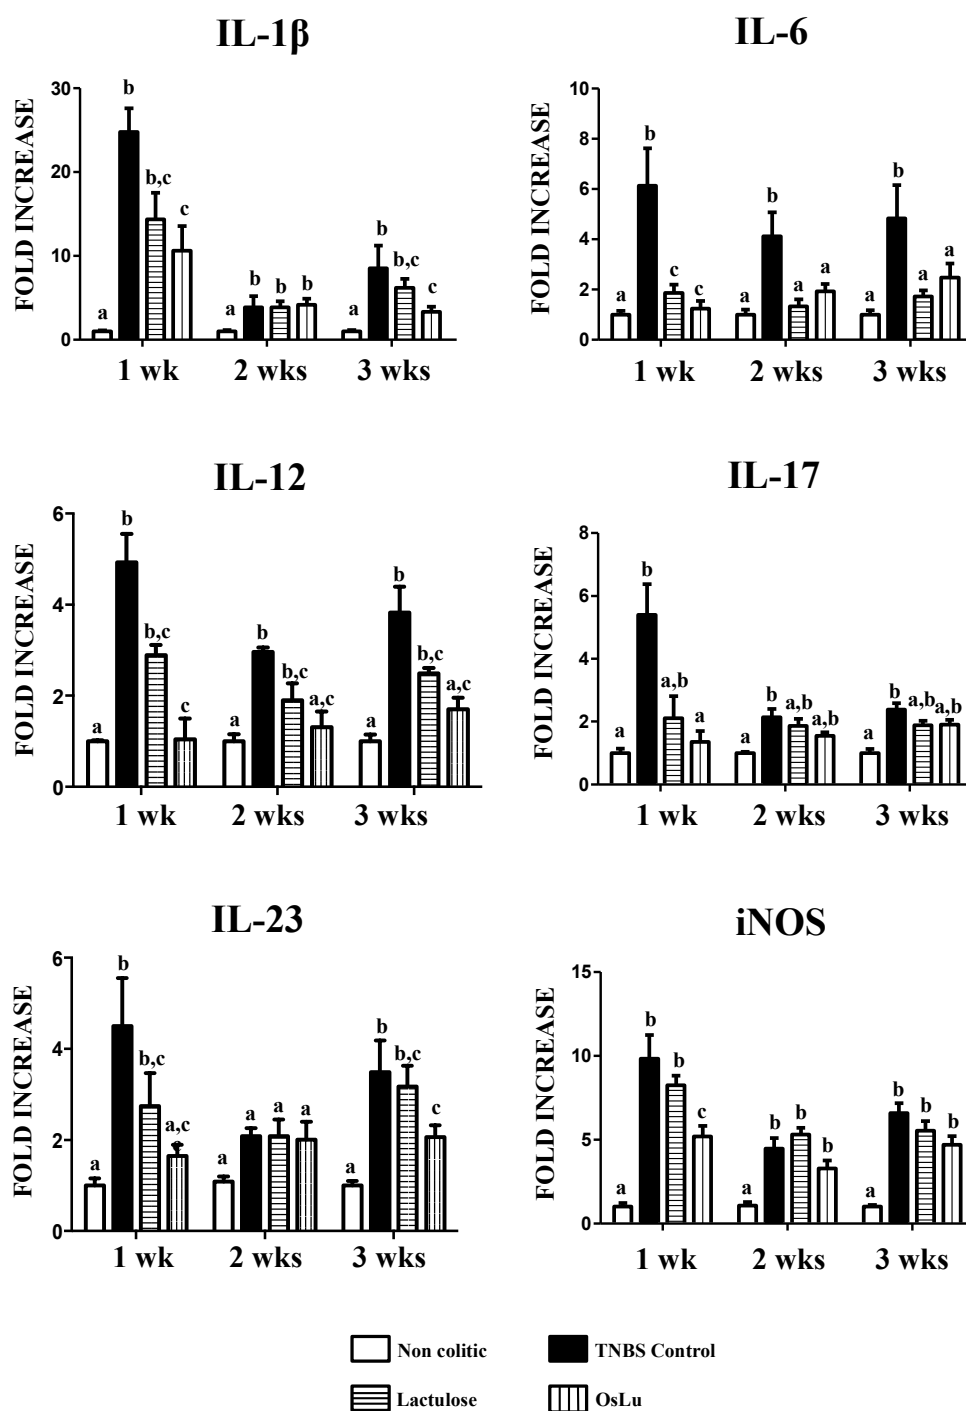 IL-1β
IL-6
FOLD INCREASE
30
20
10
0
a
b
b,c
c
a
b
b
b
a
b
b,c
c
1 wk
2 wks
3 wks
FOLD INCREASE
10
8
6
4
2
0
a
b
c
c
a
b
a
a
a
b
a
a
1 wk
2 wks
3 wks
IL-12
IL-17
FOLD INCREASE
6
4
2
0
a
b
b,c
c
a
b
b,c
a,c
a
b
b,c
a,c
1 wk
2 wks
3 wks
FOLD INCREASE
8
6
4
2
0
a
b
a,b
a
a
b
a,b
a,b
a
b
a,b
a,b
1 wk
2 wks
3 wks
IL-23
iNOS
FOLD INCREASE
6
4
2
0
a
b
b,c
a,c
c
a
a
a
a
a
b
b,c
c
1 wk
2 wks
3 wks
FOLD INCREASE
15
10
5
0
a
b
b
c
a
b
b
b
a
b
b
b
1 wk
2 wks
3 wks
Non colitic
TNBS Control
Lactulose
OsLu